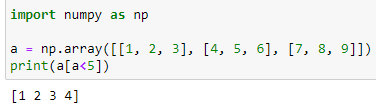 import numpy as np
a = np.array([[1, 2, 3], [4, 5, 6], [7, 8, 9]])
print(a[a<5])
[1 2 3 4]